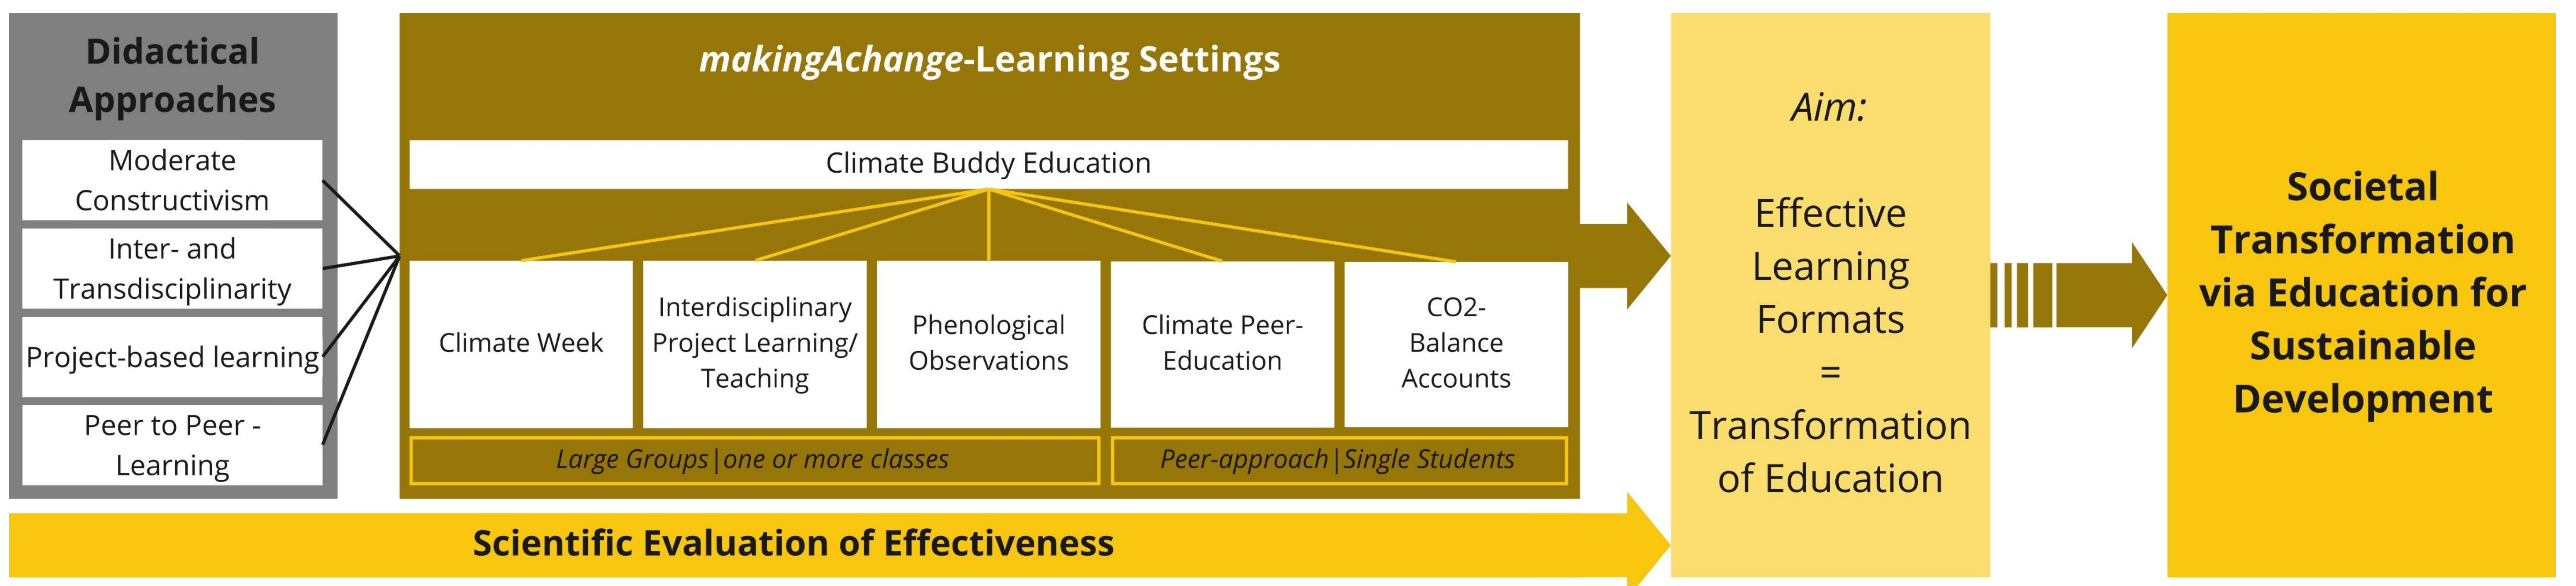 Didactical
Approaches
Moderate
Constructivism
Inter- and
Transdisciplinarity
Project-based learning
Peer to Peer -
Learning
makingAchange-Learning Settings
Climate Buddy Education
Climate Week
Interdisciplinary
Project Learning/
Teaching
Phenological
Observations
Climate Peer-
Education
CO2-
Balance
Accounts
Large Groups|one or more classes
Peer-approach|Single Students
Scientific Evaluation of Effectiveness
Aim:
Effective
Learning
Formats
=
Transformation
of Education
Societal
Transformation
via Education for
Sustainable
Development